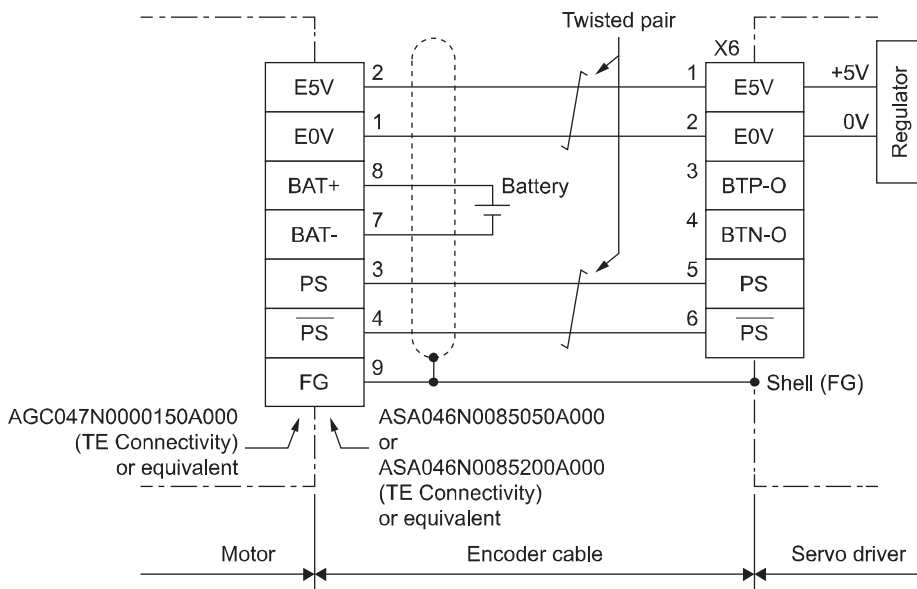 Twisted pair
X6
E5V 2 1 E5V +5V
E0V 1 2 E0V 0V
Regulator
BAT+ 8 Battery 3 BTP-O
BAT- 7 4 BTN-O
PS 3 5 PS
P̅S̅ 4 6 P̅S̅
FG 9 Shell (FG)
AGC047N0000150A000
(TE Connectivity)
or equivalent
ASA046N0085050A000
or
ASA046N0085200A000
(TE Connectivity)
or equivalent
Motor Encoder cable Servo driver